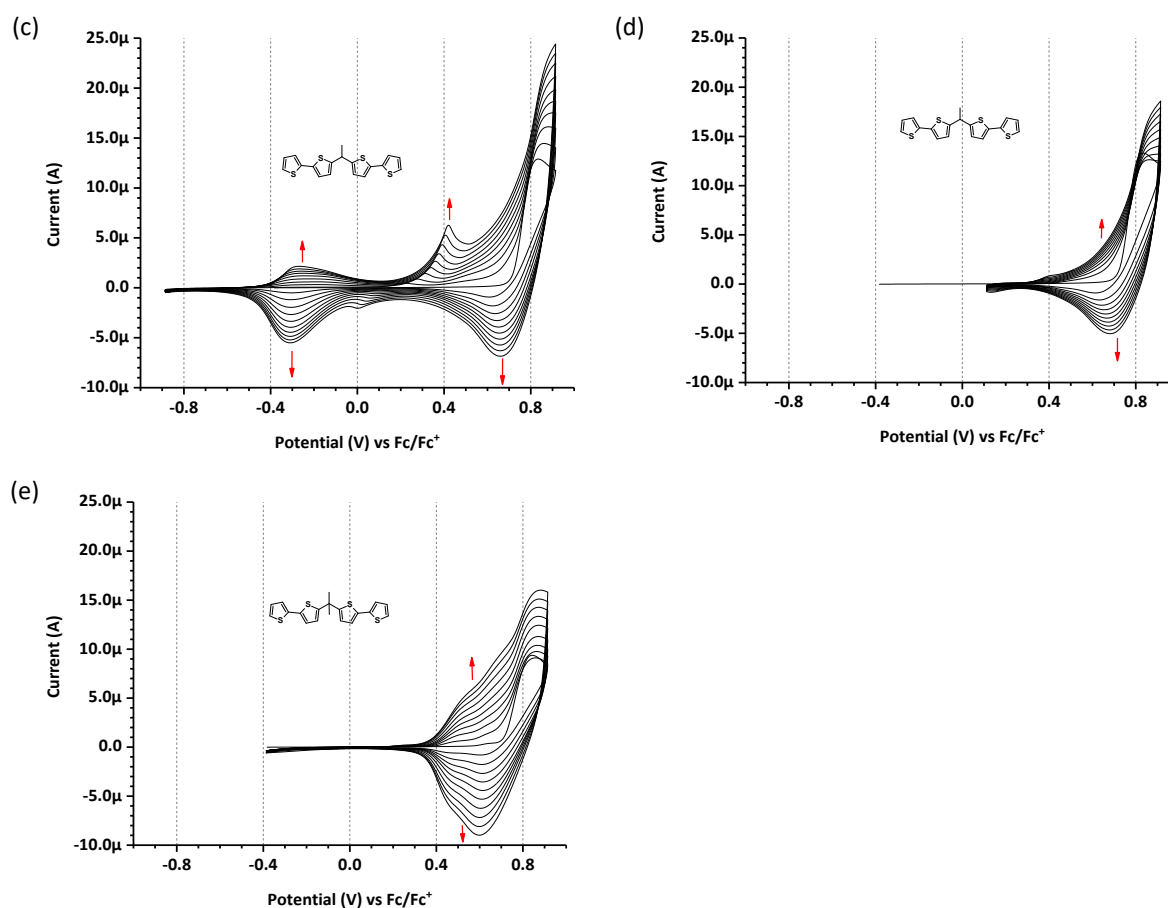 (c)
25.0µ
20.0µ
15.0µ
10.0µ
5.0µ
0.0
-5.0µ
-10.0µ
Current (A)
S S S S
-0.8 -0.4 0.0 0.4 0.8
Potential (V) vs Fc/Fc⁺
(d)
25.0µ
20.0µ
15.0µ
10.0µ
5.0µ
0.0
-5.0µ
-10.0µ
Current (A)
S S S S
-0.8 -0.4 0.0 0.4 0.8
Potential (V) vs Fc/Fc⁺
(e)
25.0µ
20.0µ
15.0µ
10.0µ
5.0µ
0.0
-5.0µ
-10.0µ
Current (A)
S S S S
-0.8 -0.4 0.0 0.4 0.8
Potential (V) vs Fc/Fc⁺